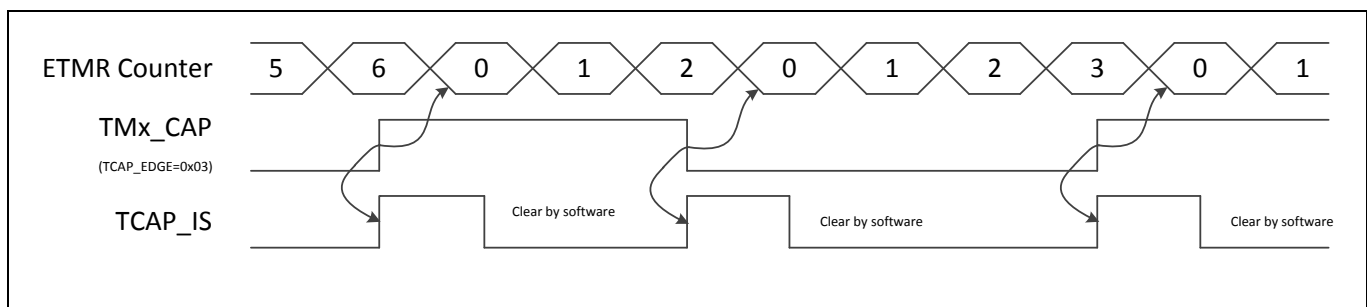 ETMR Counter 5 6 0 1 2 0 1 2 3 0 1
TMx_CAP
(TCAP_EDGE=0x03)
TCAP_IS Clear by software Clear by software Clear by software